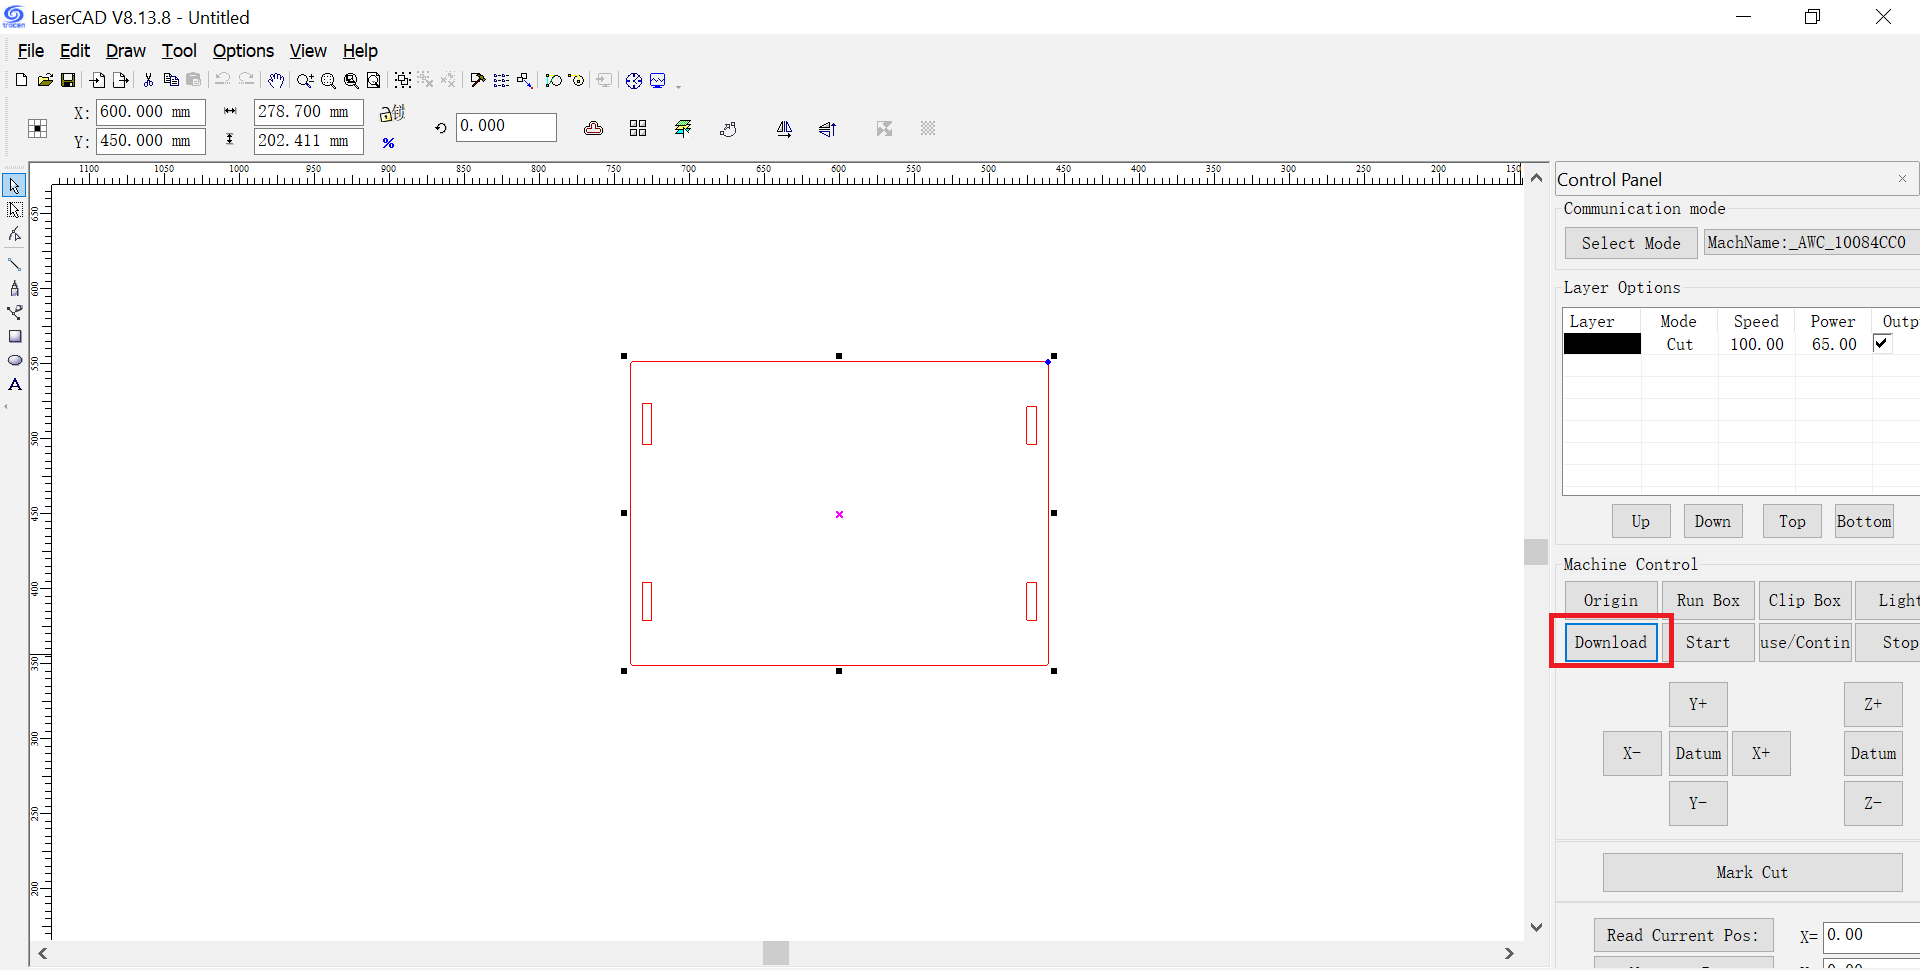 LaserCAD V8.13.8 - Untitled
File Edit Draw Tool Options View Help
X: 600.000 mm 278.700 mm 锁
Y: 450.000 mm 202.411 mm % 0.000
1100 1050 1000 950 900 850 800 750 700 650 600 550 500 450 400 350 300 250 200 150
650
600
550
500
450
400
350
300
250
200
A
Control Panel
Communication mode
Select Mode MachName:_AWC_10084CC0
Layer Options
Layer Mode Speed Power Outp
Cut 100.00 65.00
Up Down Top Bottom
Machine Control
Origin Run Box Clip Box Light
Download Start use/Contin Stop
Y+ Z+
X- Datum X+ Datum
Y- Z-
Mark Cut
Read Current Pos: X= 0.00